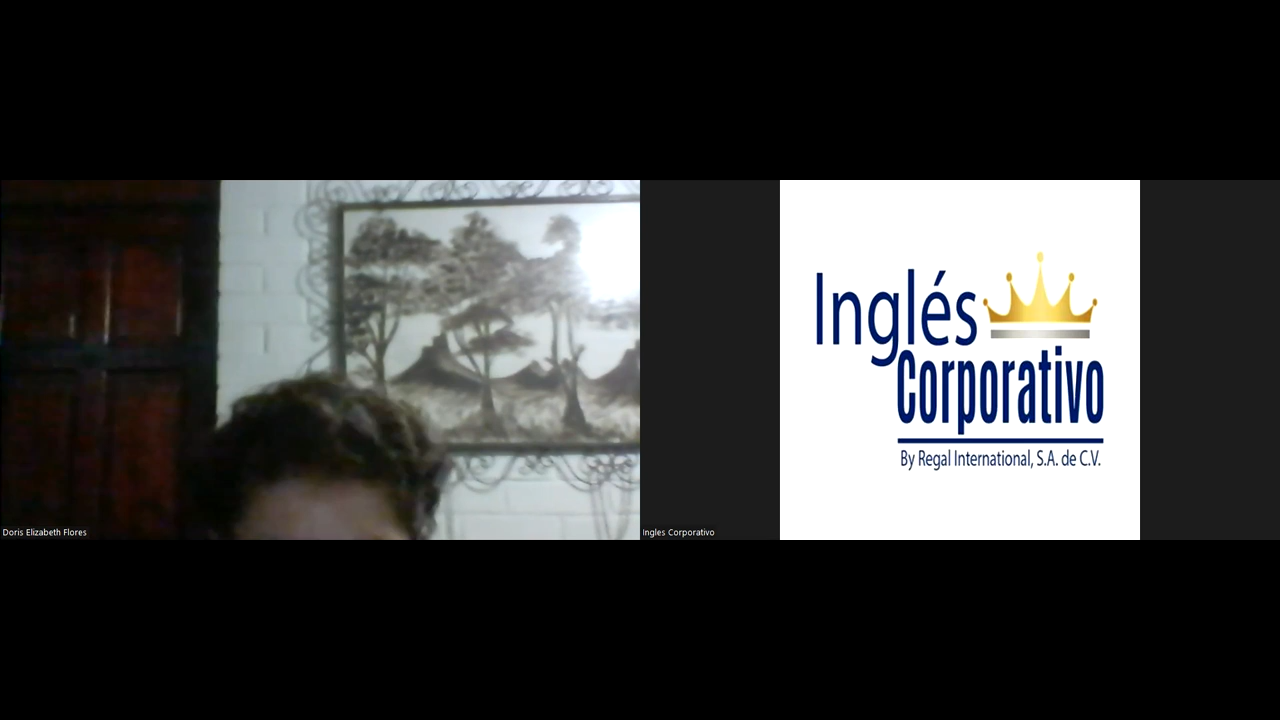 Inglés
Corporativo
By Regal International, S.A. de C.V.
Doris Elizabeth Flores
Ingles Corporativo